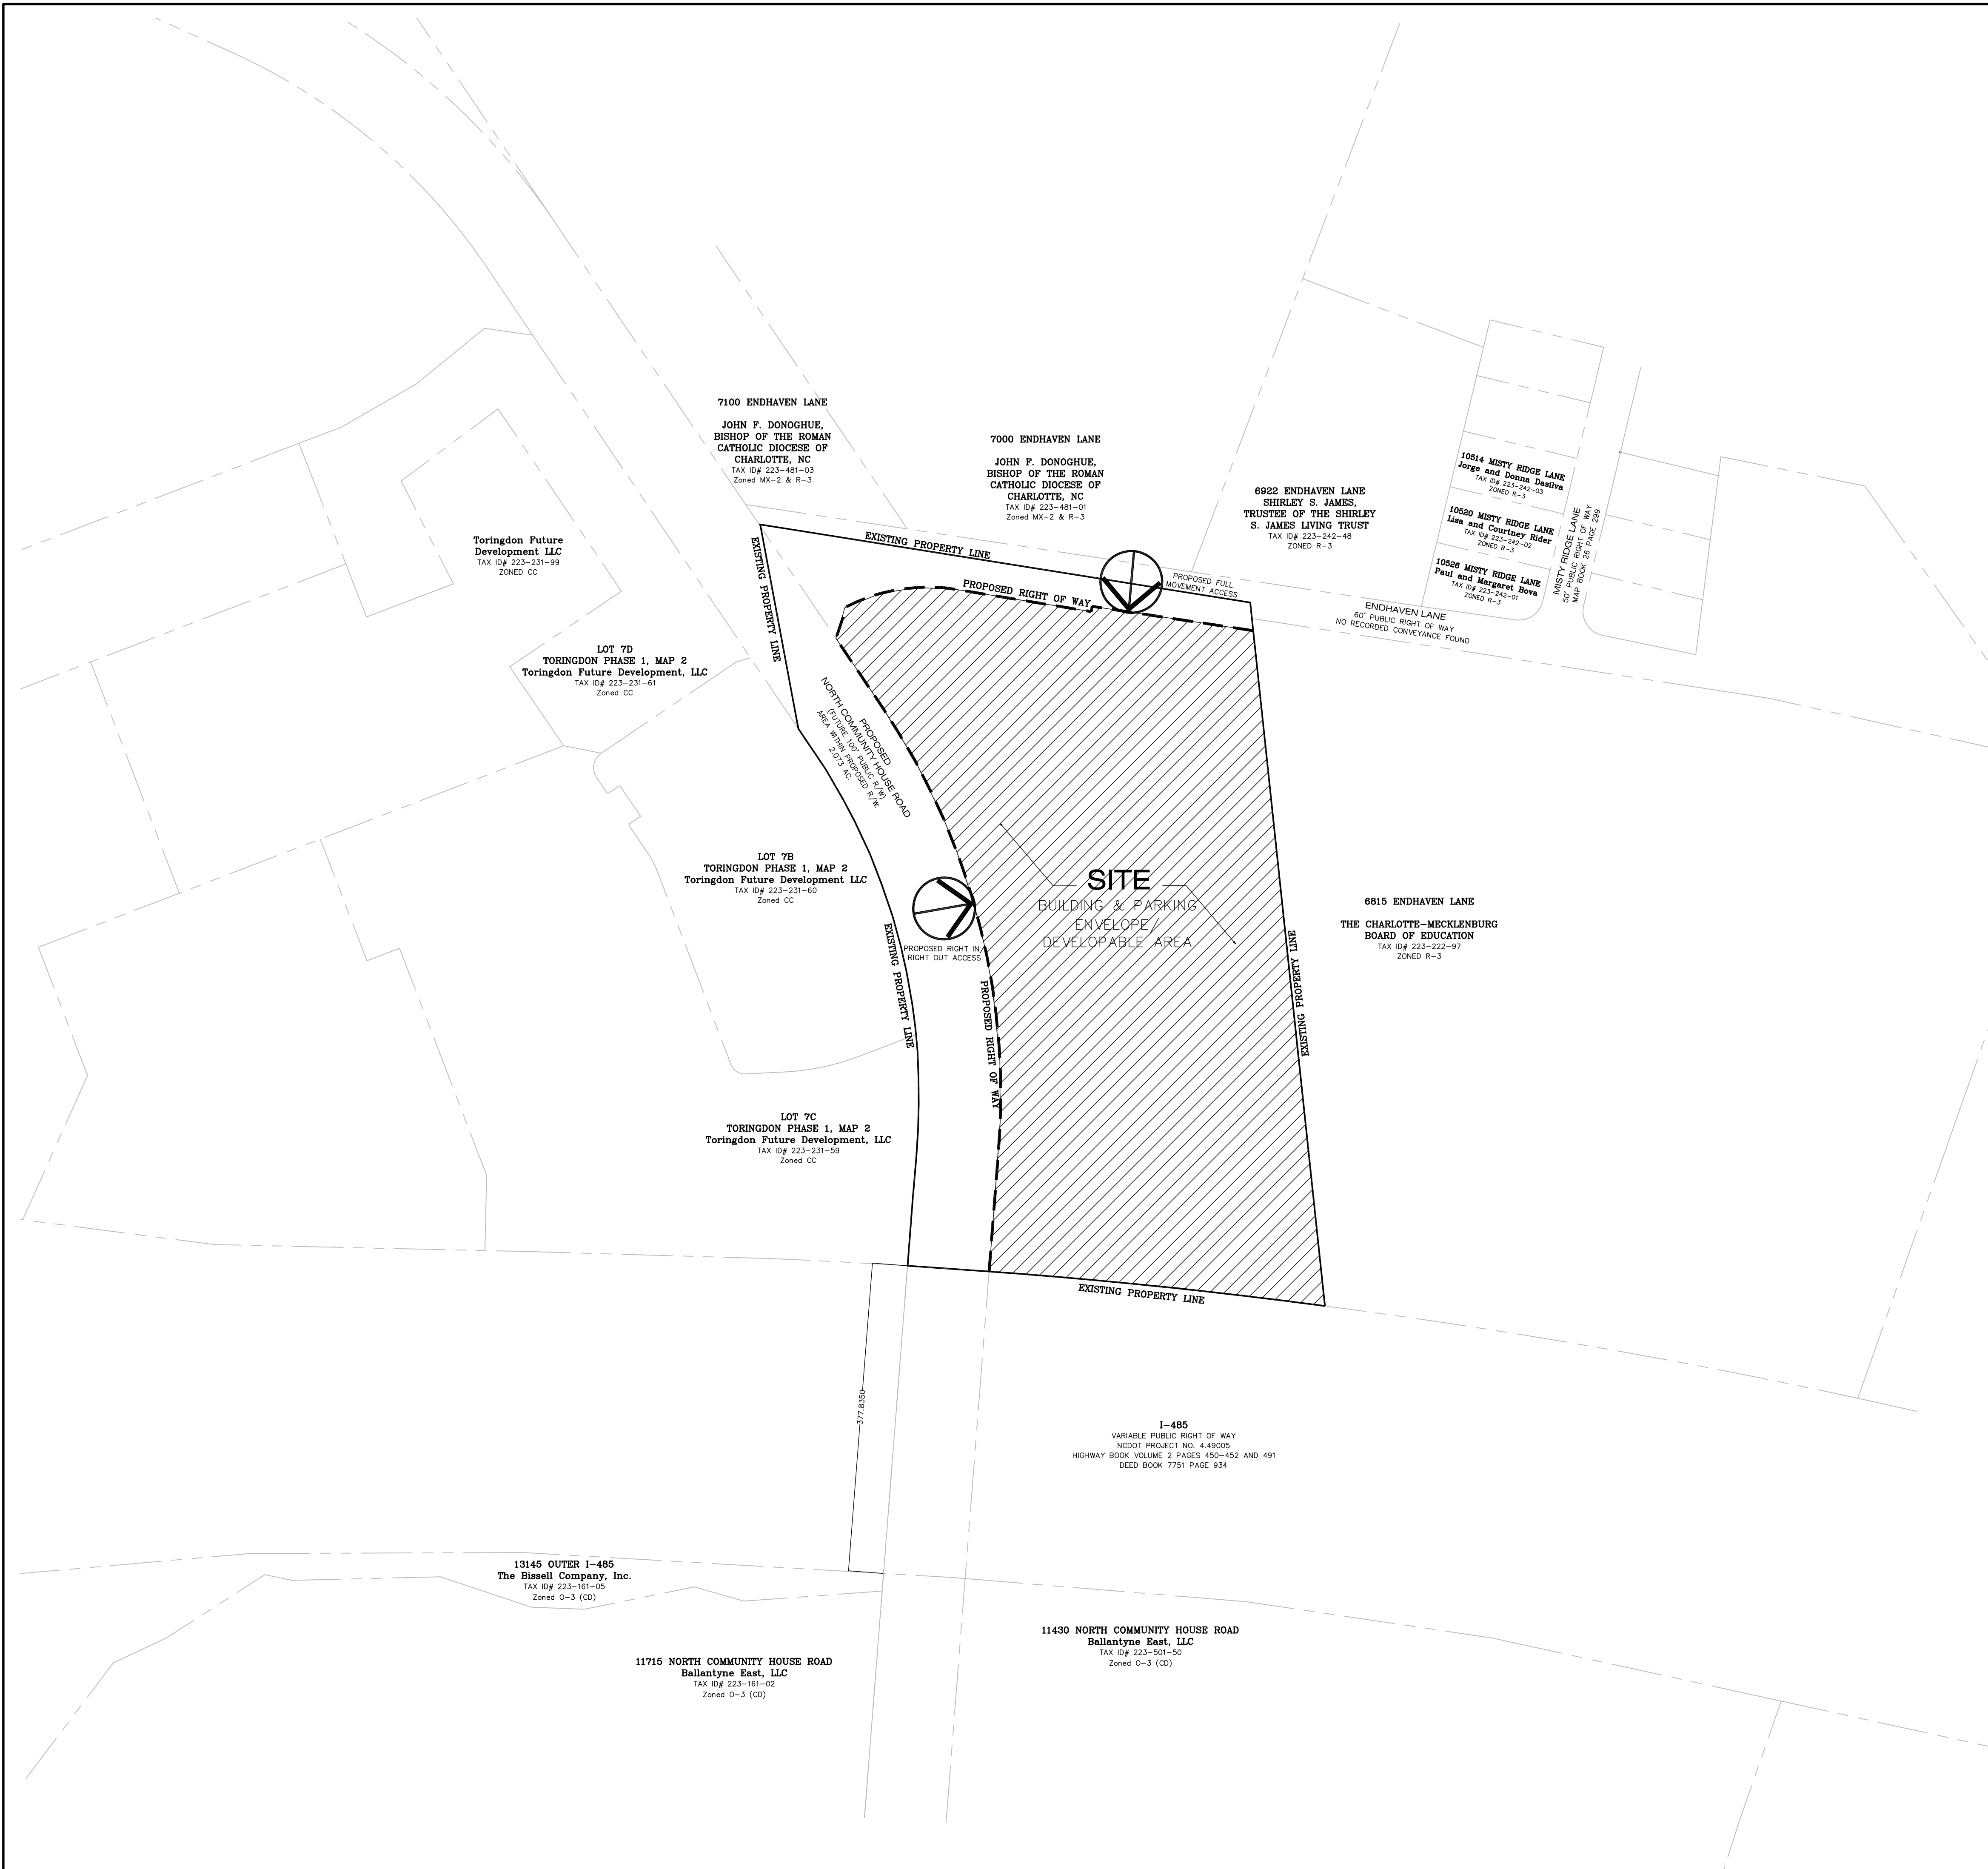 7100 ENDHAVEN LANE
JOHN F. DONOGHUE,
BISHOP OF THE ROMAN
CATHOLIC DIOCESE OF
CHARLOTTE, NC
TAX ID# 223-481-03
Zoned MX-2 & R-3
7000 ENDHAVEN LANE
JOHN F. DONOGHUE,
BISHOP OF THE ROMAN
CATHOLIC DIOCESE OF
CHARLOTTE, NC
TAX ID# 223-481-01
Zoned MX-2 & R-3
6922 ENDHAVEN LANE
SHIRLEY S. JAMES,
TRUSTEE OF THE SHIRLEY
S. JAMES LIVING TRUST
TAX ID# 223-242-48
ZONED R-3
10514 MISTY RIDGE LANE
Jorge and Donna Dasilva
TAX ID# 223-242-03
ZONED R-3
10520 MISTY RIDGE LANE
Lisa and Courtney Rider
TAX ID# 223-242-02
ZONED R-3
10526 MISTY RIDGE LANE
Paul and Margaret Bova
TAX ID# 223-242-01
ZONED R-3
MISTY RIDGE LANE
50' PUBLIC RIGHT OF WAY
MAP BOOK 26 PAGE 299
Toringdon Future
Development LLC
TAX ID# 223-231-99
ZONED CC
EXISTING PROPERTY LINE
EXISTING PROPERTY LINE
PROPOSED RIGHT OF WAY
PROPOSED FULL
MOVEMENT ACCESS
ENDHAVEN LANE
60' PUBLIC RIGHT OF WAY
NO RECORDED CONVEYANCE FOUND
LOT 7D
TORINGDON PHASE 1, MAP 2
Toringdon Future Development, LLC
TAX ID# 223-231-61
Zoned CC
PROPOSED
NORTH COMMUNITY HOUSE ROAD
(FUTURE 100' PUBLIC R/W)
AREA WITHIN PROPOSED R/W:
2.073 AC.
LOT 7B
TORINGDON PHASE 1, MAP 2
Toringdon Future Development LLC
TAX ID# 223-231-60
Zoned CC
SITE
BUILDING & PARKING
ENVELOPE/
DEVELOPABLE AREA
6815 ENDHAVEN LANE
THE CHARLOTTE-MECKLENBURG
BOARD OF EDUCATION
TAX ID# 223-222-97
ZONED R-3
PROPOSED RIGHT IN/
RIGHT OUT ACCESS
EXISTING PROPERTY LINE
PROPOSED RIGHT OF WAY
EXISTING PROPERTY LINE
LOT 7C
TORINGDON PHASE 1, MAP 2
Toringdon Future Development, LLC
TAX ID# 223-231-59
Zoned CC
EXISTING PROPERTY LINE
377.8350
I-485
VARIABLE PUBLIC RIGHT OF WAY
NCDOT PROJECT NO. 4.49005
HIGHWAY BOOK VOLUME 2 PAGES 450-452 AND 491
DEED BOOK 7751 PAGE 934
13145 OUTER I-485
The Bissell Company, Inc.
TAX ID# 223-161-05
Zoned O-3 (CD)
11430 NORTH COMMUNITY HOUSE ROAD
Ballantyne East, LLC
TAX ID# 223-501-50
Zoned O-3 (CD)
11715 NORTH COMMUNITY HOUSE ROAD
Ballantyne East, LLC
TAX ID# 223-161-02
Zoned O-3 (CD)